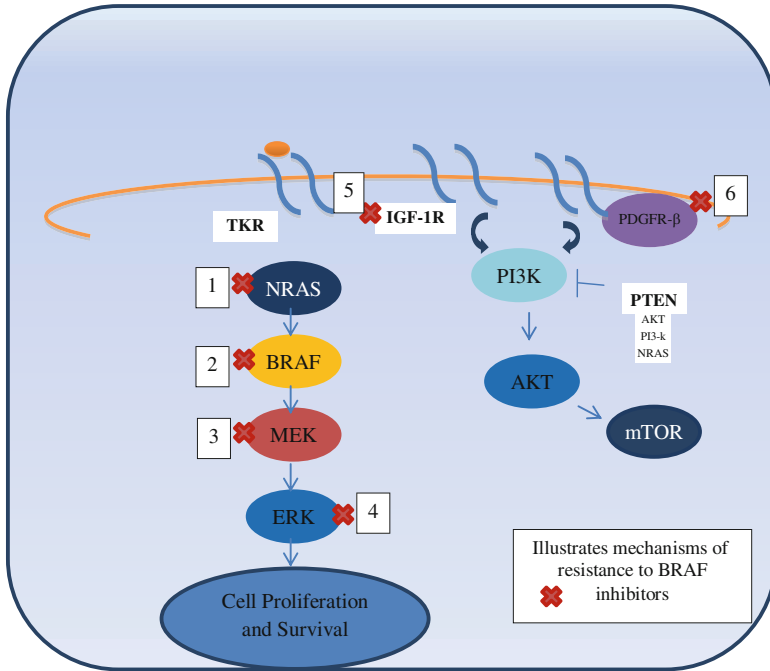 5
6
TKR
IGF-1R
PDGFR-β
1
NRAS
PI3K
PTEN
AKT
PI3-k
NRAS
2
BRAF
AKT
3
MEK
mTOR
ERK
4
Illustrates mechanisms of
resistance to BRAF
inhibitors
Cell Proliferation
and Survival